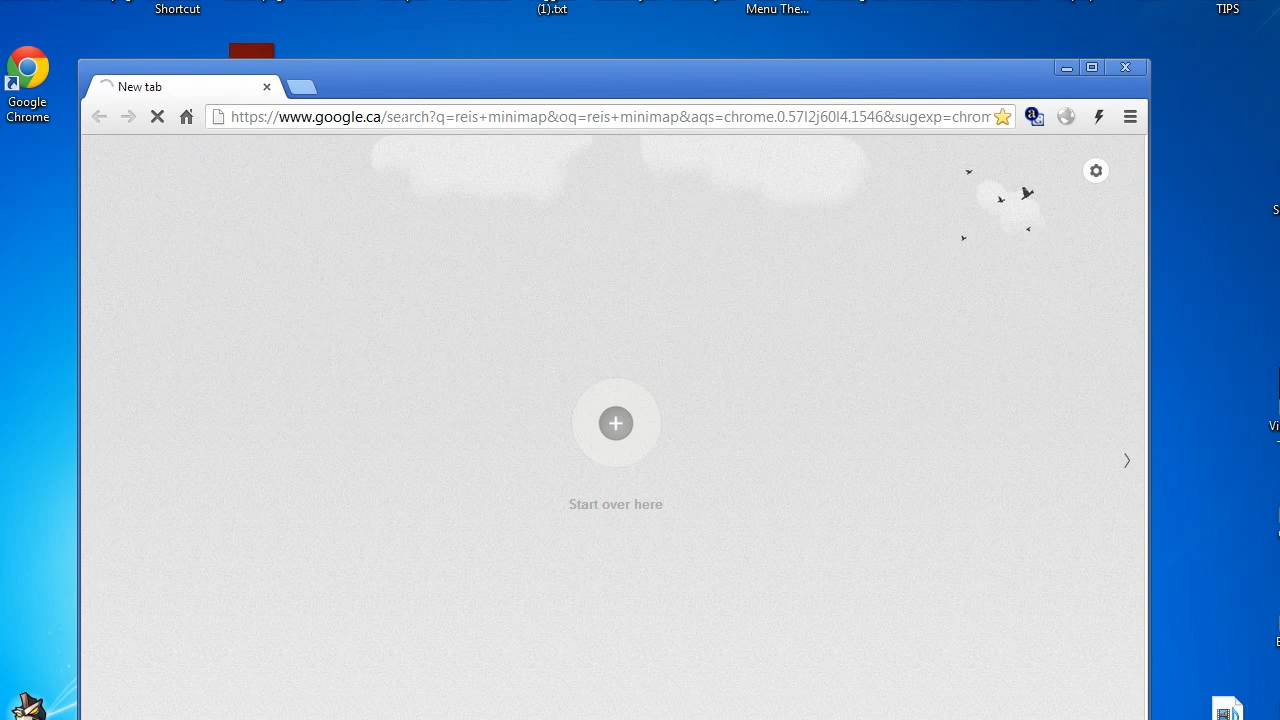 Shortcut
(1).txt
Menu The...
TIPS
Google
Chrome
New tab
https://www.google.ca/search?q=reis+minimap&oq=reis+minimap&aqs=chrome.0.57l2j60l4.1546&sugexp=chrom
a
Start over here